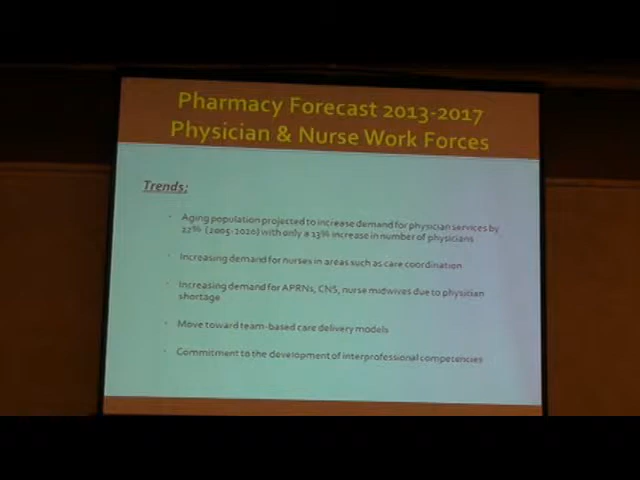 Pharmacy Forecast 2013-2017
Physician & Nurse Work Forces
Trends:
Aging population projected to increase demand for physician services by
22% (2005-2020) with only a 13% increase in number of physicians
Increasing demand for nurses in areas such as care coordination
Increasing demand for APRNs, CNS, nurse midwives due to physician
shortage
Move toward team-based care delivery models
Commitment to the development of interprofessional competencies